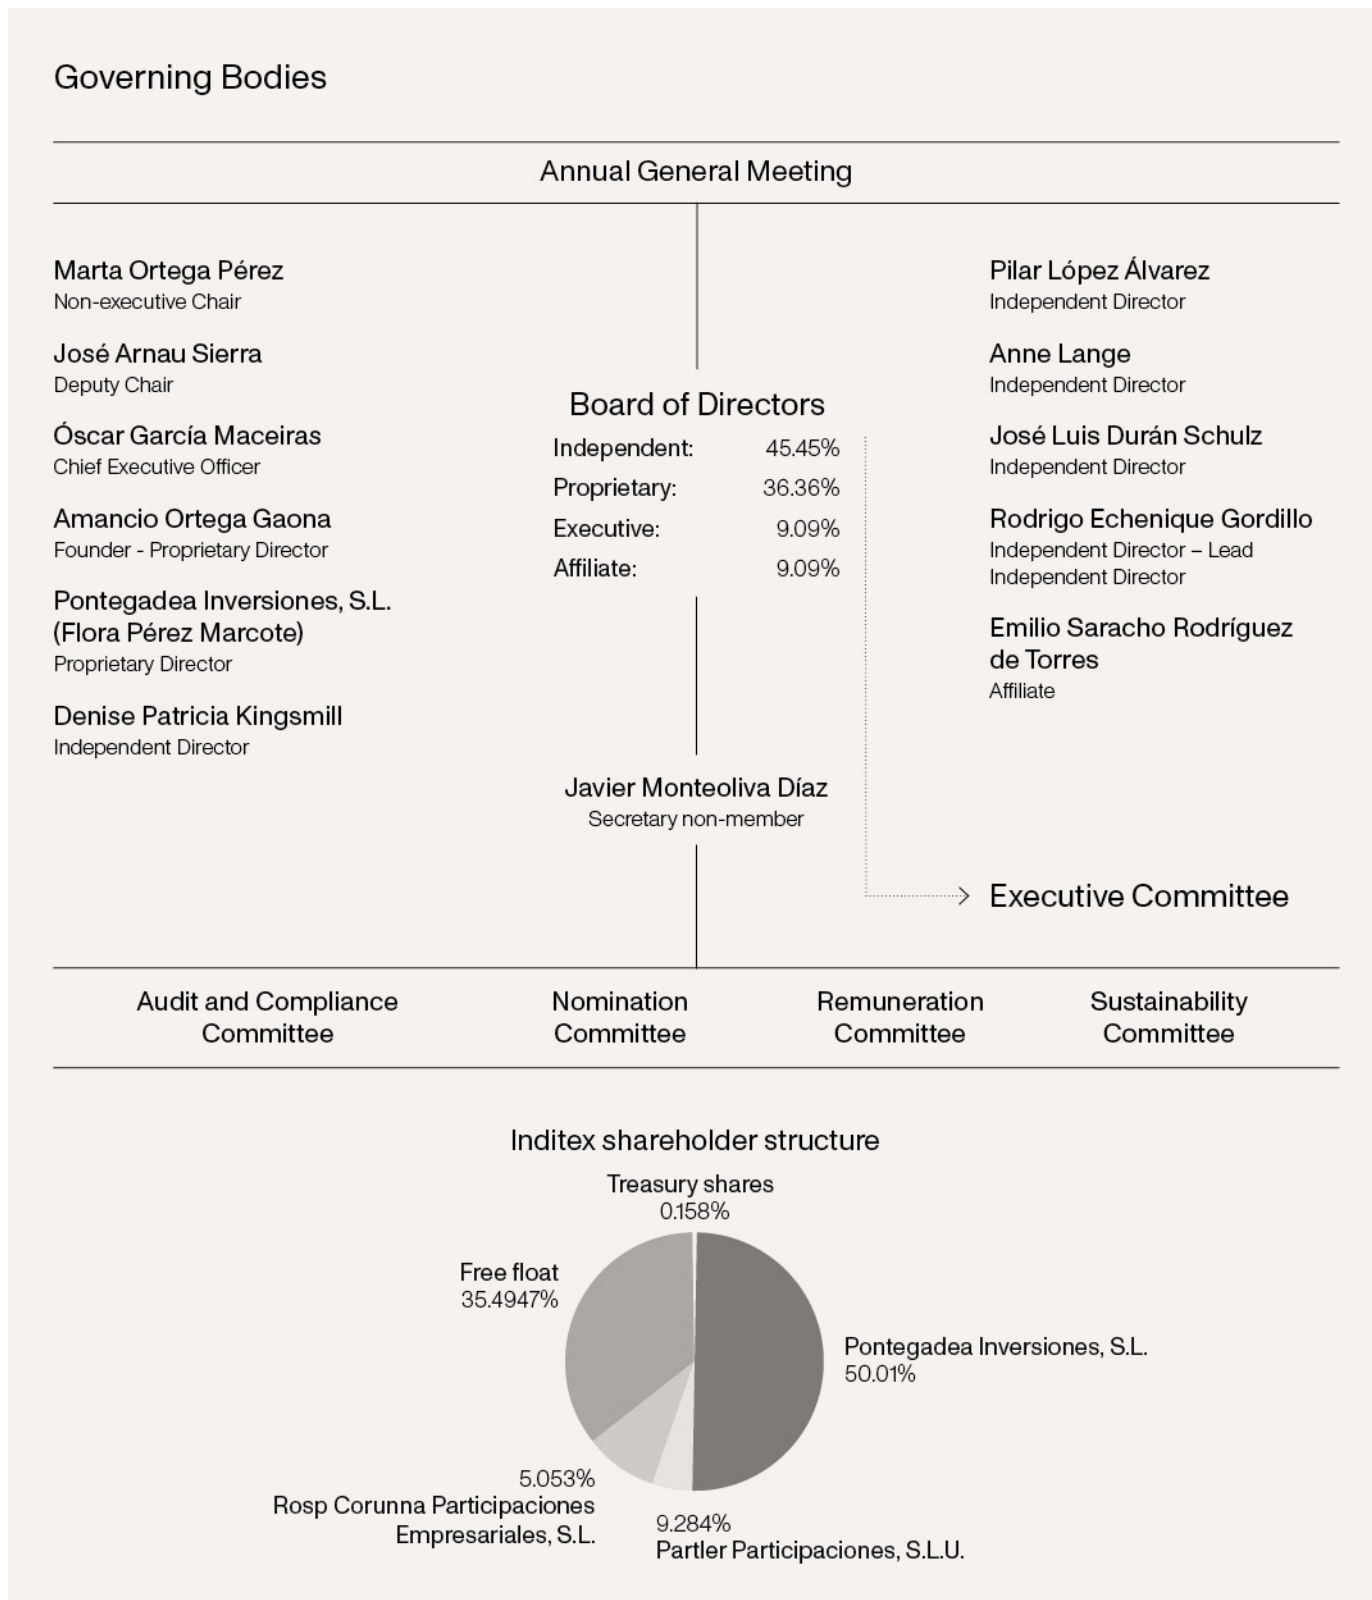 Governing Bodies
Annual General Meeting
Marta Ortega Pérez
Non-executive Chair
José Arnau Sierra
Deputy Chair
Óscar García Maceiras
Chief Executive Officer
Amancio Ortega Gaona
Founder - Proprietary Director
Pontegadea Inversiones, S.L.
(Flora Pérez Marcote)
Proprietary Director
Denise Patricia Kingsmill
Independent Director
Board of Directors
Independent: 45.45%
Proprietary: 36.36%
Executive: 9.09%
Affiliate: 9.09%
Javier Monteoliva Díaz
Secretary non-member
Pilar López Álvarez
Independent Director
Anne Lange
Independent Director
José Luis Durán Schulz
Independent Director
Rodrigo Echenique Gordillo
Independent Director – Lead
Independent Director
Emilio Saracho Rodríguez
de Torres
Affiliate
Executive Committee
Audit and Compliance
Committee
Nomination
Committee
Remuneration
Committee
Sustainability
Committee
Inditex shareholder structure
Treasury shares
0.158%
Free float
35.4947%
Pontegadea Inversiones, S.L.
50.01%
5.053%
Rosp Corunna Participaciones
Empresariales, S.L.
9.284%
Partler Participaciones, S.L.U.